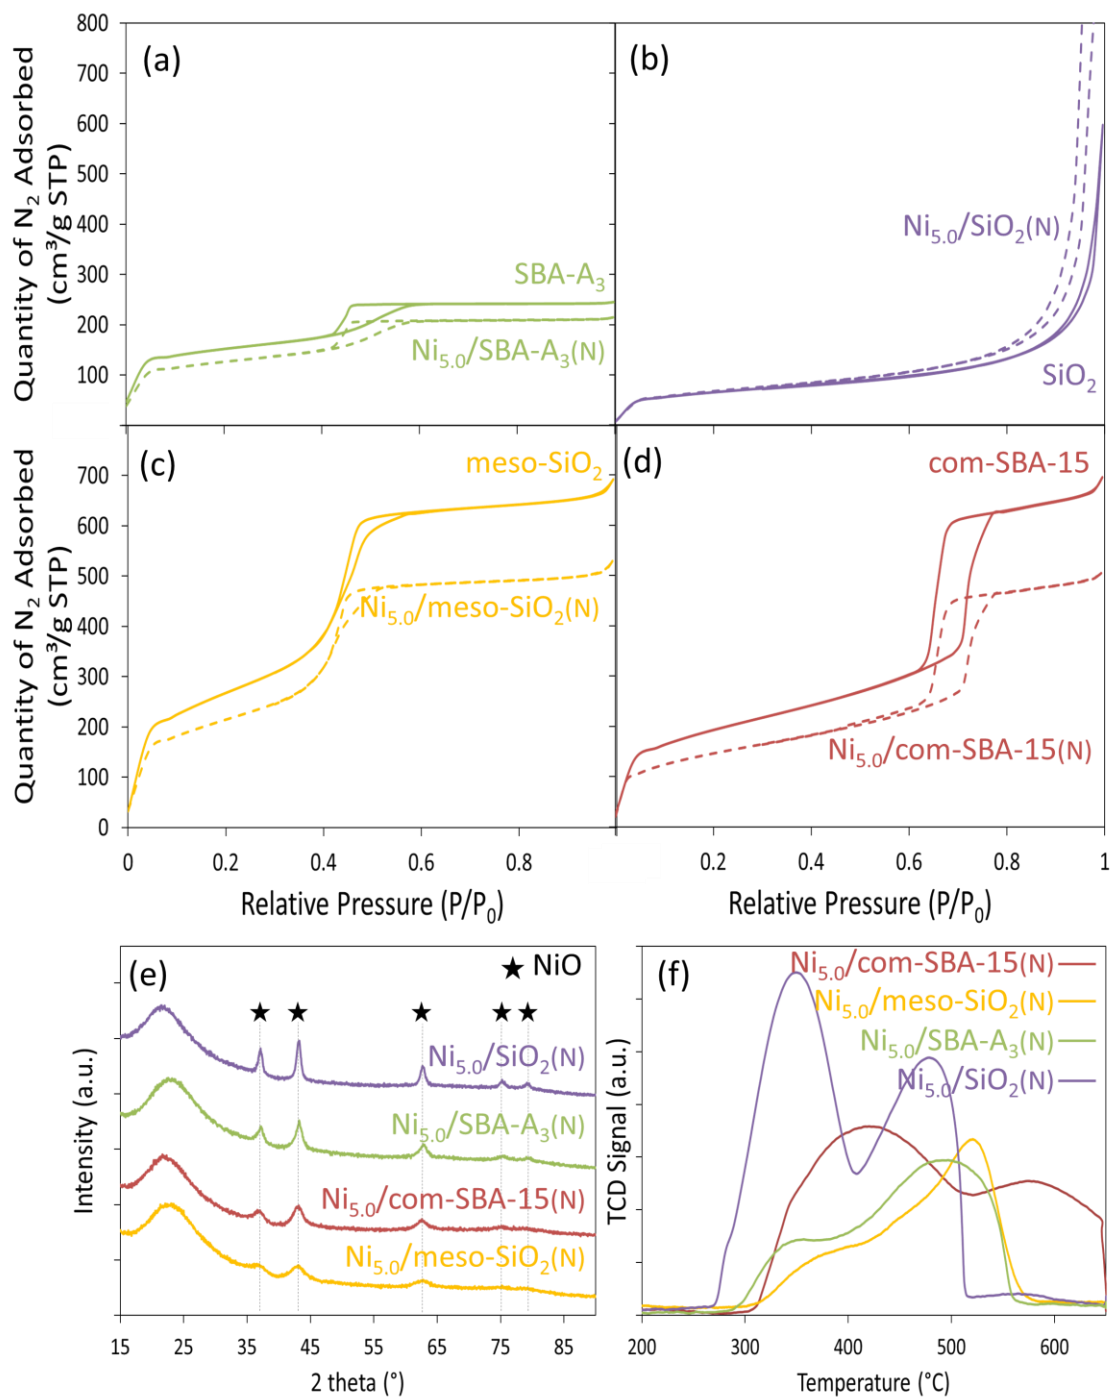 Quantity of N₂ Adsorbed
(cm³/g STP)
800
700
600
500
400
300
200
100
(a)
SBA-A₃
Ni₅.₀/SBA-A₃(N)
(b)
Ni₅.₀/SiO₂(N)
SiO₂
Quantity of N₂ Adsorbed
(cm³/g STP)
700
600
500
400
300
200
100
0
(c)
meso-SiO₂
Ni₅.₀/meso-SiO₂(N)
0 0.2 0.4 0.6 0.8
Relative Pressure (P/P₀)
(d)
com-SBA-15
Ni₅.₀/com-SBA-15(N)
0.2 0.4 0.6 0.8 1
Relative Pressure (P/P₀)
Intensity (a.u.)
(e)
★ NiO
Ni₅.₀/SiO₂(N)
Ni₅.₀/SBA-A₃(N)
Ni₅.₀/com-SBA-15(N)
Ni₅.₀/meso-SiO₂(N)
15 25 35 45 55 65 75 85
2 theta (°)
TCD Signal (a.u.)
(f)
Ni₅.₀/com-SBA-15(N)
Ni₅.₀/meso-SiO₂(N)
Ni₅.₀/SBA-A₃(N)
Ni₅.₀/SiO₂(N)
200 300 400 500 600
Temperature (°C)